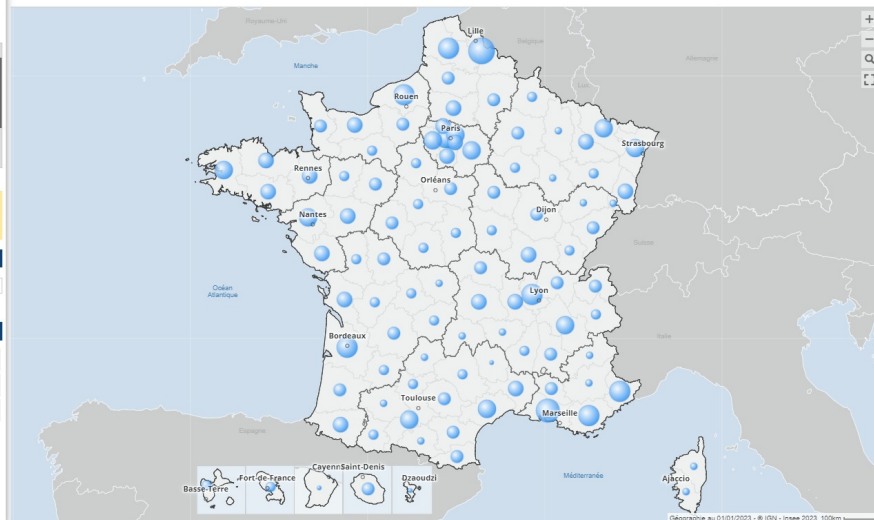 Royaume-Uni
Lille
Belgique
Allemagne
Manche
Lux.
Rouen
Paris
Strasbourg
Rennes
Orléans
Nantes
Dijon
Suisse
Océan
Atlantique
Lyon
Italie
Bordeaux
Toulouse
Marseille
Espagne
Méditerranée
Ajaccio
Basse-Terre
Fort-de-France
Cayenne
Saint-Denis
Dzaoudzi
Géographie au 01/01/2023 - © IGN - Insee 2023 100km